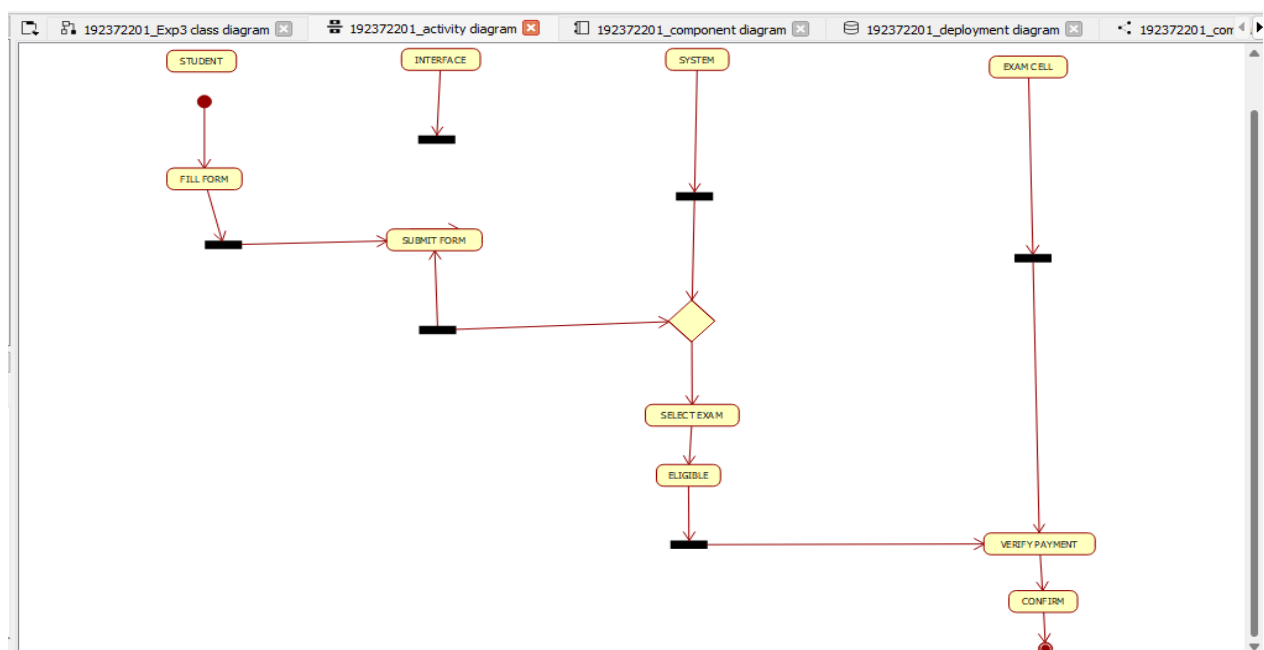 192372201_Exp3 class diagram
192372201_activity diagram
192372201_component diagram
192372201_deployment diagram
192372201_com
STUDENT
INTERFACE
SYSTEM
EXAM CELL
FILL FORM
SUBMIT FORM
SELECT EXAM
ELIGIBLE
VERIFY PAYMENT
CONFIRM